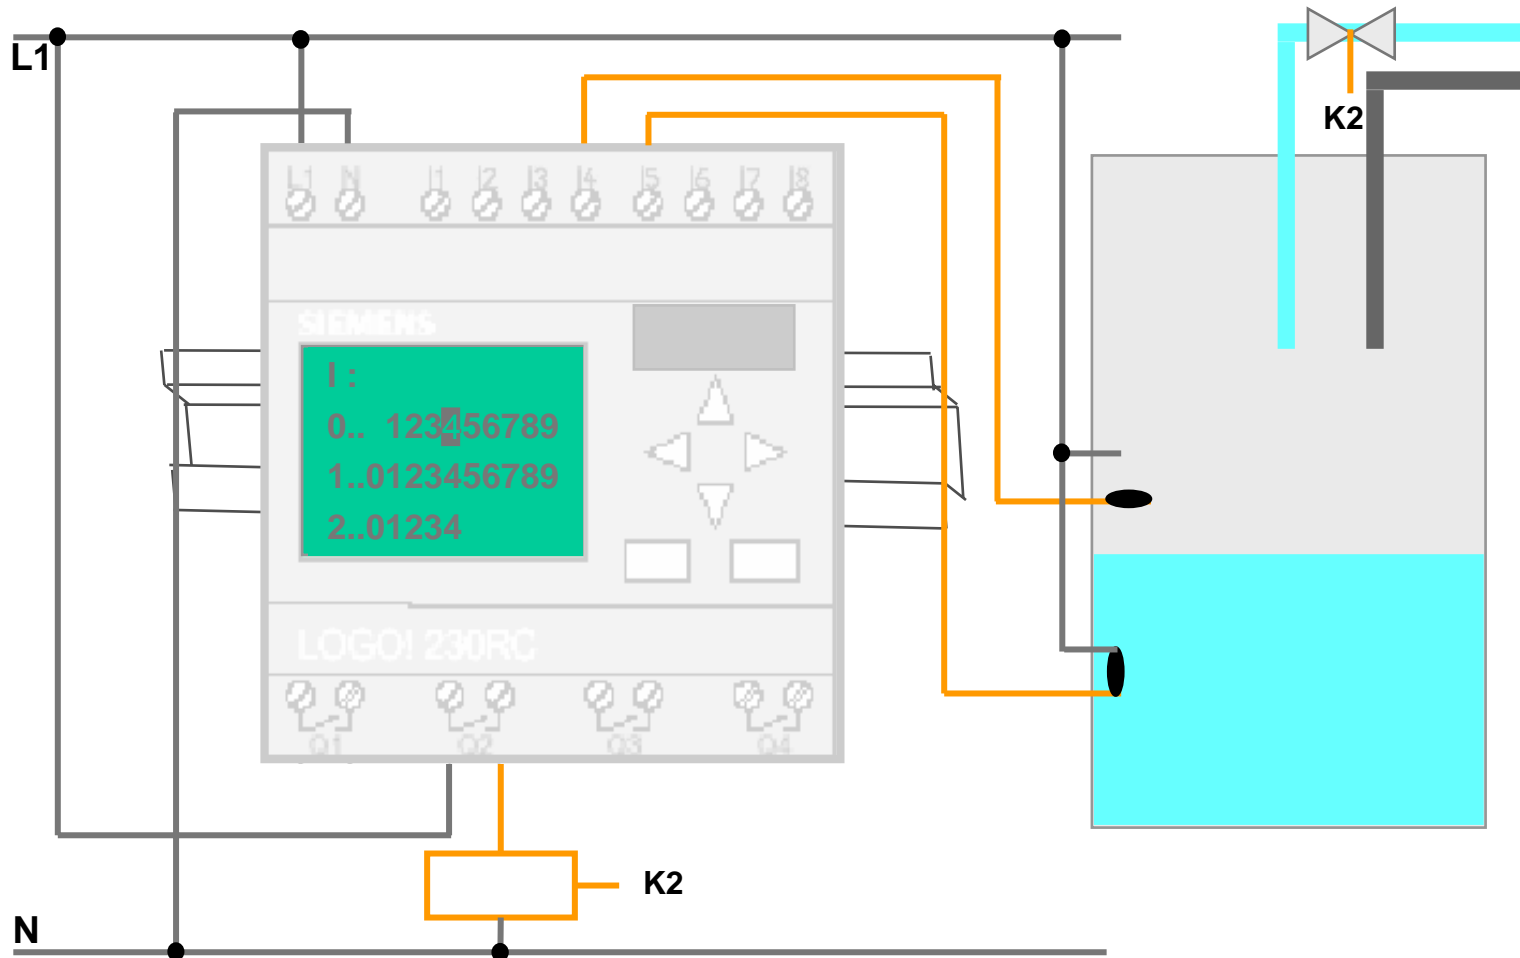 L1
K2
L1 N I1 I2 I3 I4 I5 I6 I7 I8
SIEMENS
I :
0.. 123456789
1..0123456789
2..01234
LOGO! 230RC
Q1 Q2 Q3 Q4
K2
N